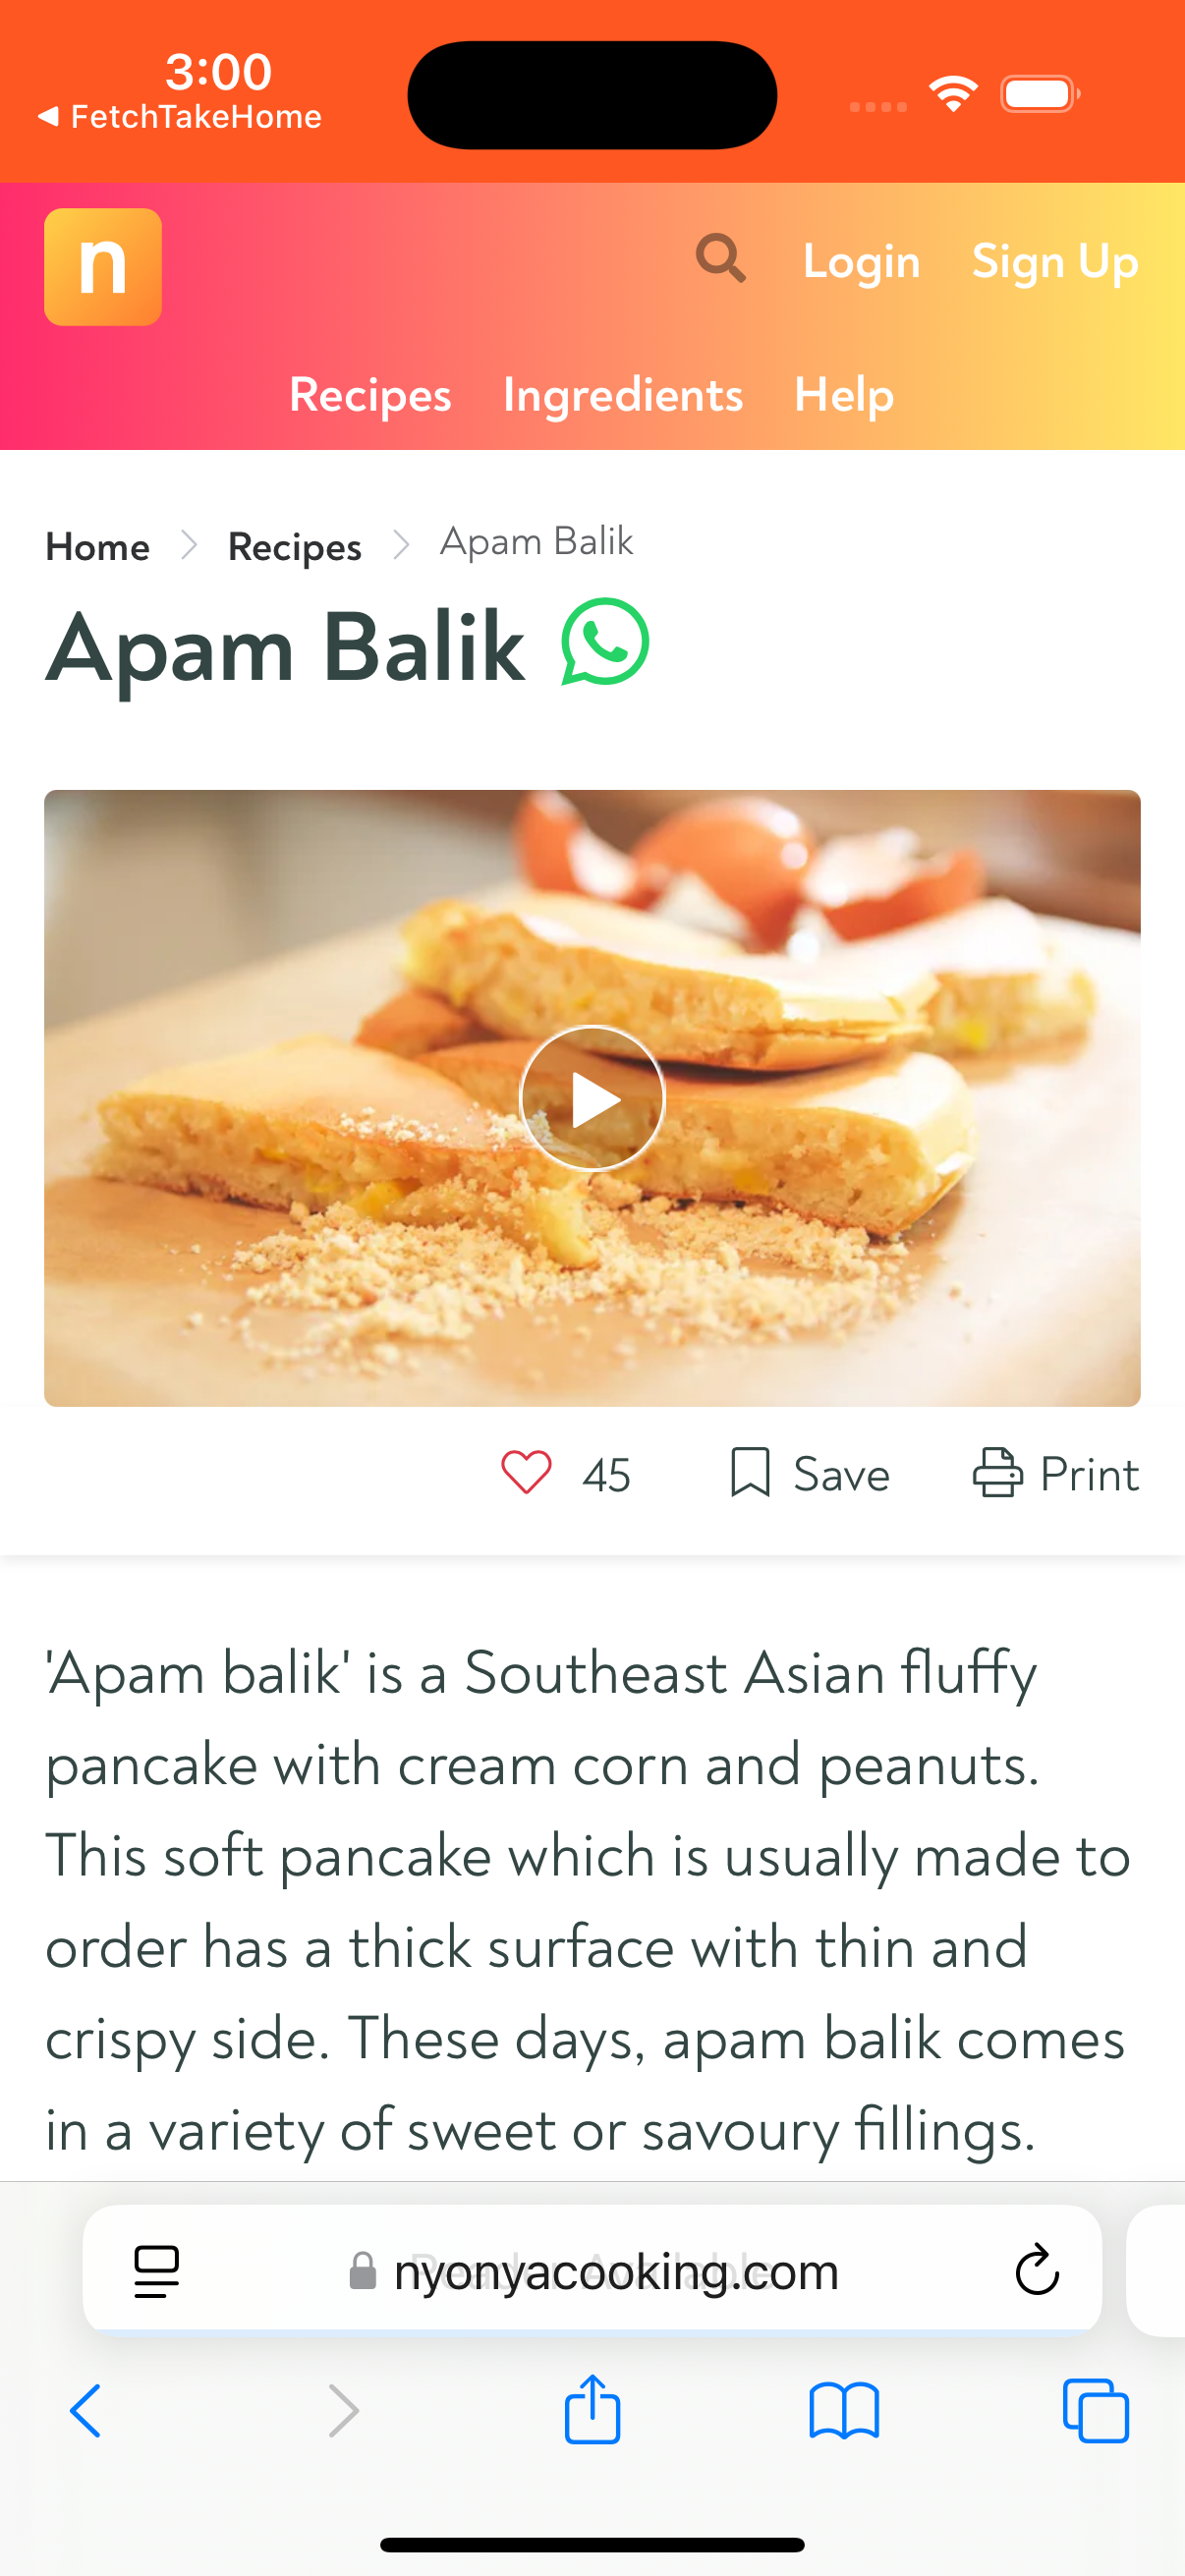 3:00
FetchTakeHome
n
Login Sign Up
Recipes Ingredients Help
Home Recipes Apam Balik
Apam Balik
45 Save Print
'Apam balik' is a Southeast Asian fluffy
pancake with cream corn and peanuts.
This soft pancake which is usually made to
order has a thick surface with thin and
crispy side. These days, apam balik comes
in a variety of sweet or savoury fillings.
nyonyacooking.com
Reader Available